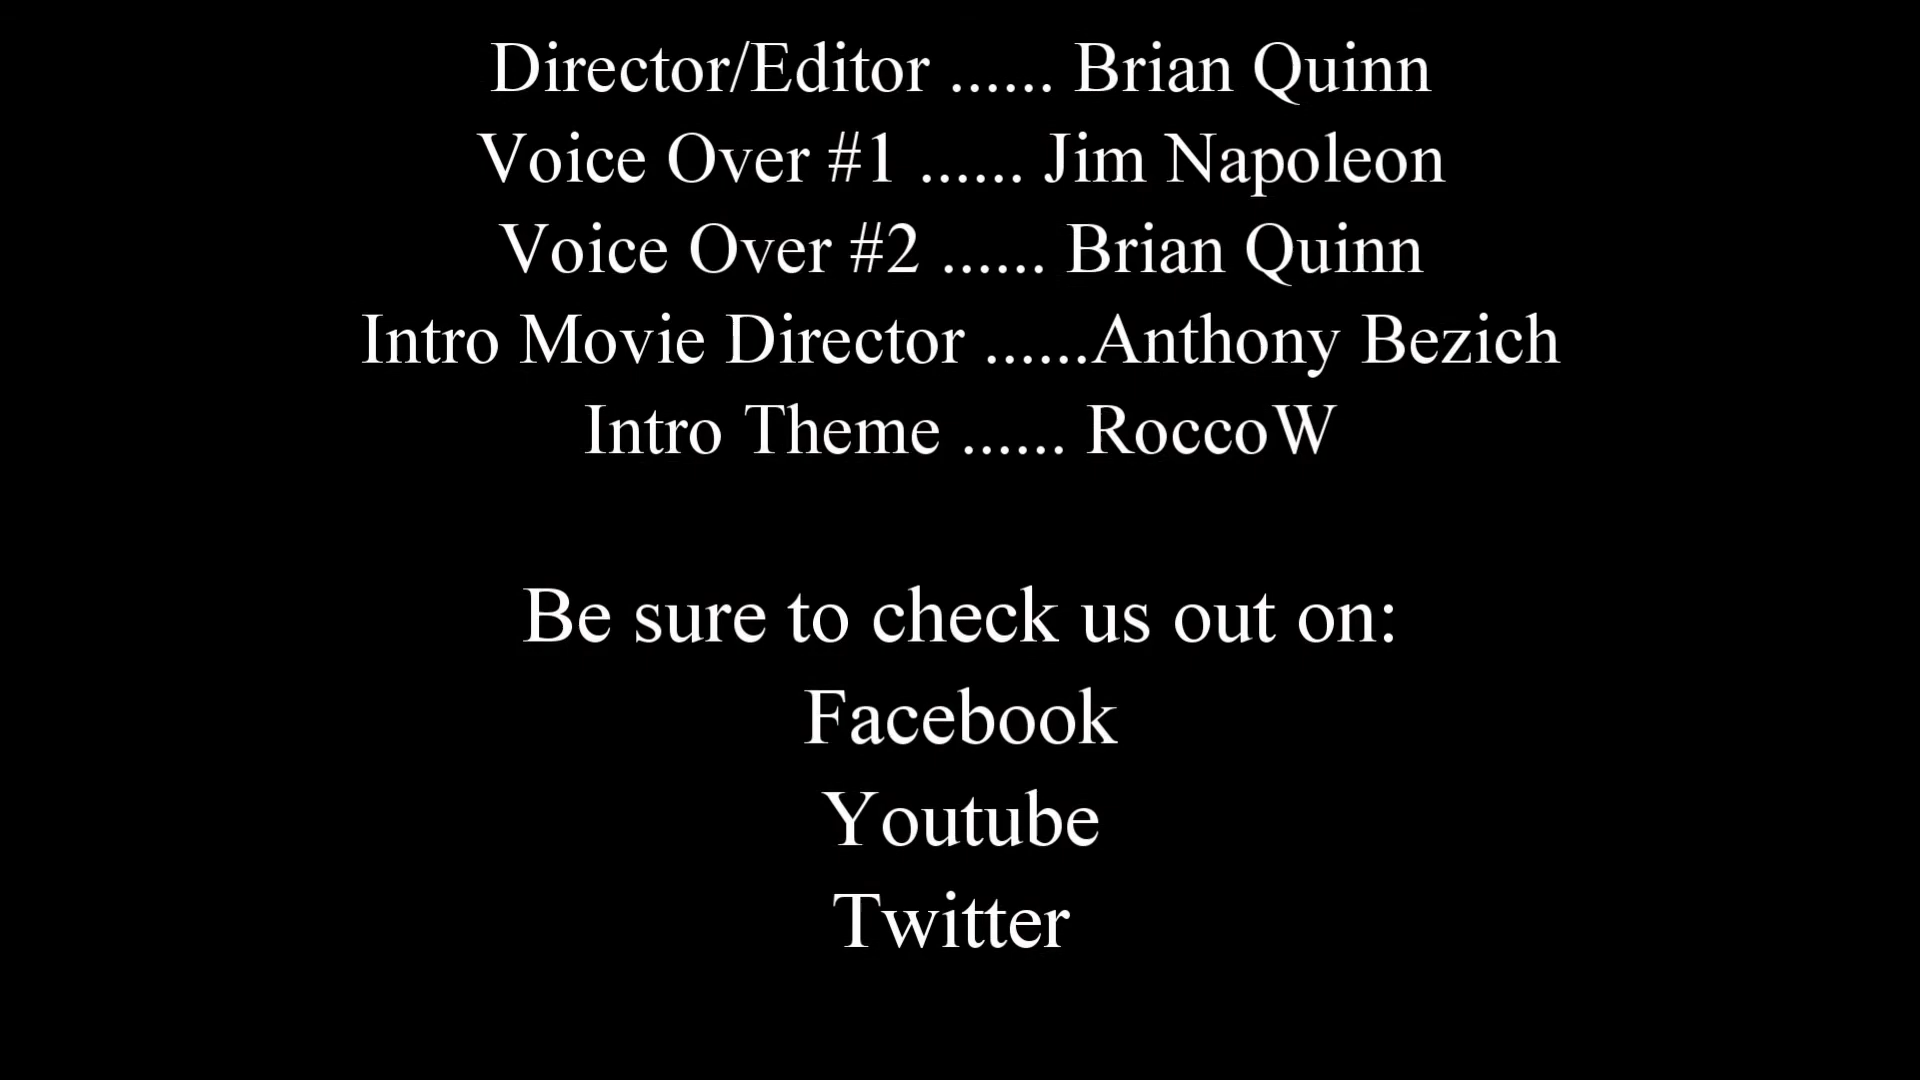 Director/Editor ...... Brian Quinn
Voice Over #1 ...... Jim Napoleon
Voice Over #2 ...... Brian Quinn
Intro Movie Director ......Anthony Bezich
Intro Theme ...... RoccoW
Be sure to check us out on:
Facebook
Youtube
Twitter